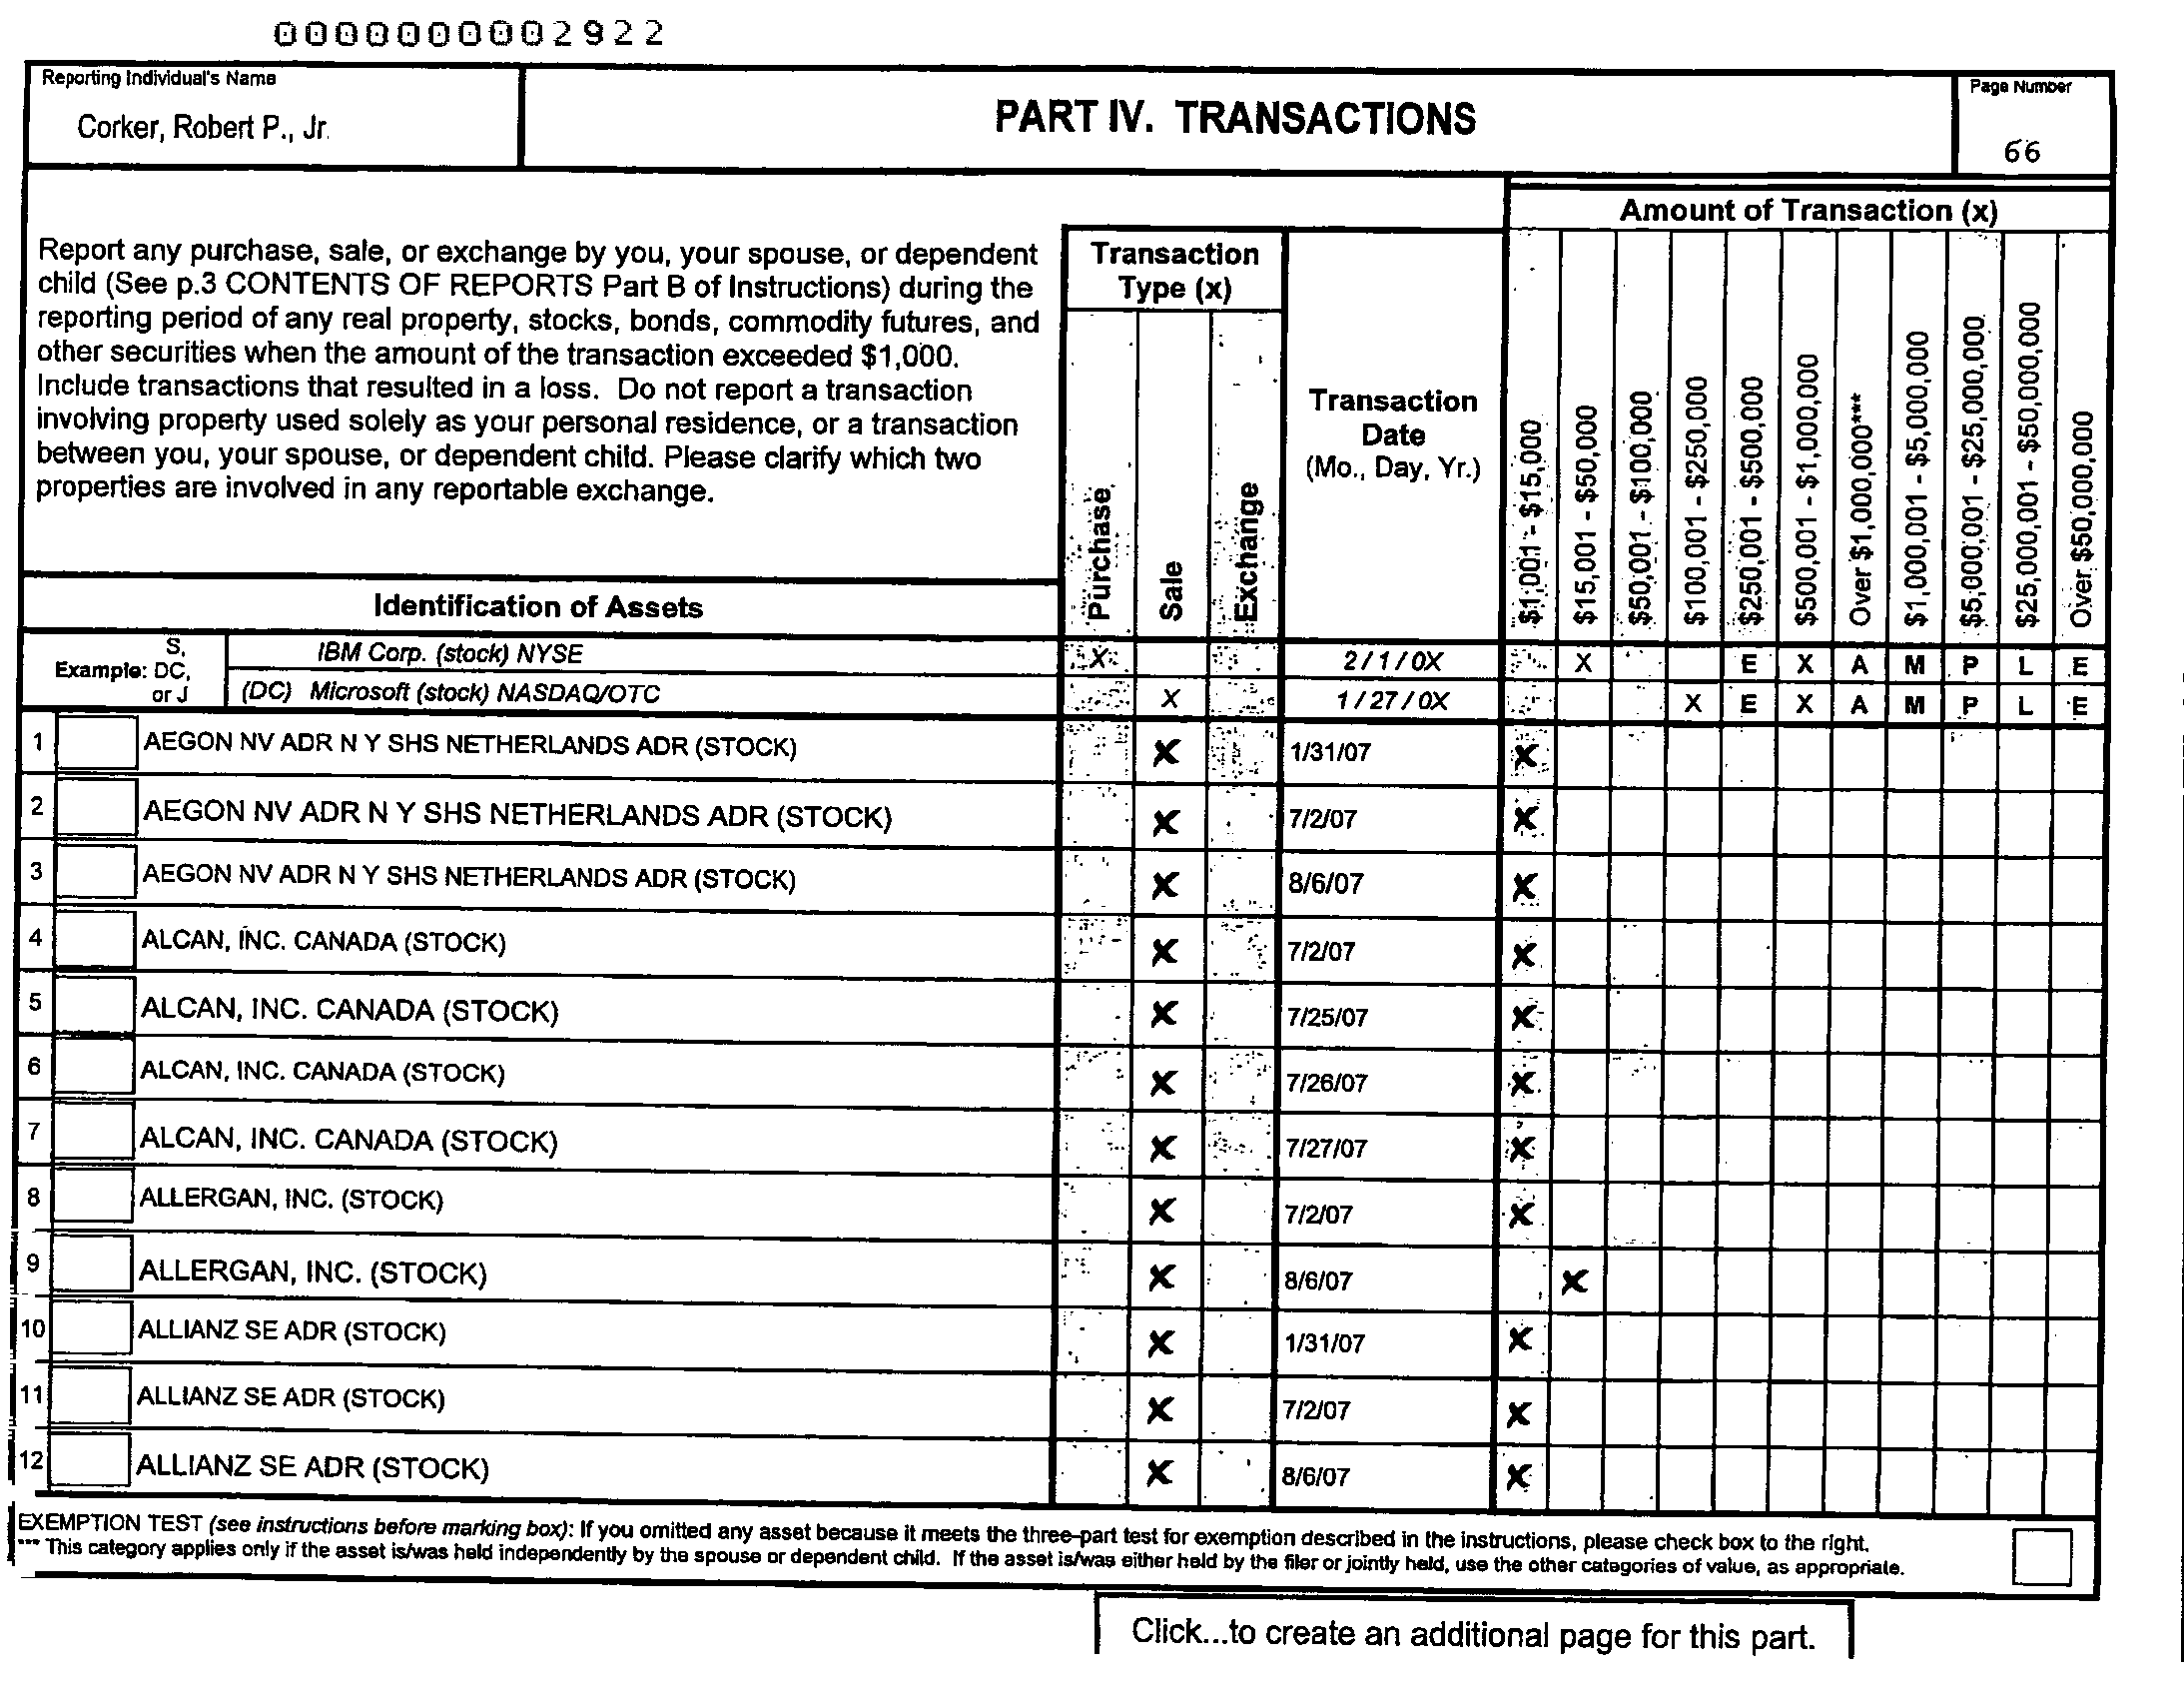 0000000002922
Reporting Individual's Name
Corker, Robert P., Jr.
PART IV. TRANSACTIONS
Page Number
66
Report any purchase, sale, or exchange by you, your spouse, or dependent
child (See p.3 CONTENTS OF REPORTS Part B of Instructions) during the
reporting period of any real property, stocks, bonds, commodity futures, and
other securities when the amount of the transaction exceeded $1,000.
Include transactions that resulted in a loss. Do not report a transaction
involving property used solely as your personal residence, or a transaction
between you, your spouse, or dependent child. Please clarify which two
properties are involved in any reportable exchange.
Identification of Assets
Transaction
Type (x)
Purchase
Sale
Exchange
Transaction
Date
(Mo., Day, Yr.)
Amount of Transaction (x)
$1,001 - $15,000
$15,001 - $50,000
$50,001 - $100,000
$100,001 - $250,000
$250,001 - $500,000
$500,001 - $1,000,000
Over $1,000,000***
$1,000,001 - $5,000,000
$5,000,001 - $25,000,000
$25,000,001 - $50,000,000
Over $50,000,000
Example: S, DC, or J
IBM Corp. (stock) NYSE X 2 / 1 / 0X X E X A M P L E
(DC) Microsoft (stock) NASDAQ/OTC X 1 / 27 / 0X X E X A M P L E
1 AEGON NV ADR N Y SHS NETHERLANDS ADR (STOCK) X 1/31/07 X
2 AEGON NV ADR N Y SHS NETHERLANDS ADR (STOCK) X 7/2/07 X
3 AEGON NV ADR N Y SHS NETHERLANDS ADR (STOCK) X 8/6/07 X
4 ALCAN, INC. CANADA (STOCK) X 7/2/07 X
5 ALCAN, INC. CANADA (STOCK) X 7/25/07 X
6 ALCAN, INC. CANADA (STOCK) X 7/26/07 X
7 ALCAN, INC. CANADA (STOCK) X 7/27/07 X
8 ALLERGAN, INC. (STOCK) X 7/2/07 X
9 ALLERGAN, INC. (STOCK) X 8/6/07 X
10 ALLIANZ SE ADR (STOCK) X 1/31/07 X
11 ALLIANZ SE ADR (STOCK) X 7/2/07 X
12 ALLIANZ SE ADR (STOCK) X 8/6/07 X
EXEMPTION TEST (see instructions before marking box): If you omitted any asset because it meets the three-part test for exemption described in the instructions, please check box to the right.
*** This category applies only if the asset is/was held independently by the spouse or dependent child. If the asset is/was either held by the filer or jointly held, use the other categories of value, as appropriate.
Click...to create an additional page for this part.